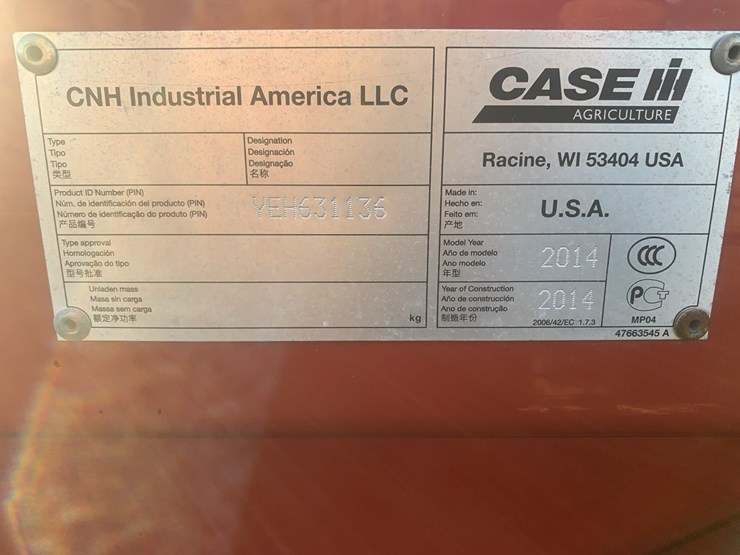 CNH Industrial America LLC
CASE IH
AGRICULTURE
Racine, WI 53404 USA
Type
Tipo
Tipo
类型
Designation
Designación
Designação
名称
Product ID Number (PIN)
Núm. de identificación del producto (PIN)
Número de identificação do produto (PIN)
产品编号
YEH631136
Made in:
Hecho en:
Feito em:
产地
U.S.A.
Type approval
Homologación
Aprovação do tipo
型号批准
Model Year
Año de modelo
Ano modelo
年型
2014
CCC
Unladen mass
Masa sin carga
Massa sem carga
额定净功率
kg
Year of Construction
Año de construcción
Ano de construção
制造年份
2014
2006/42/EC 1.7.3
PCT
MP04
47663545 A